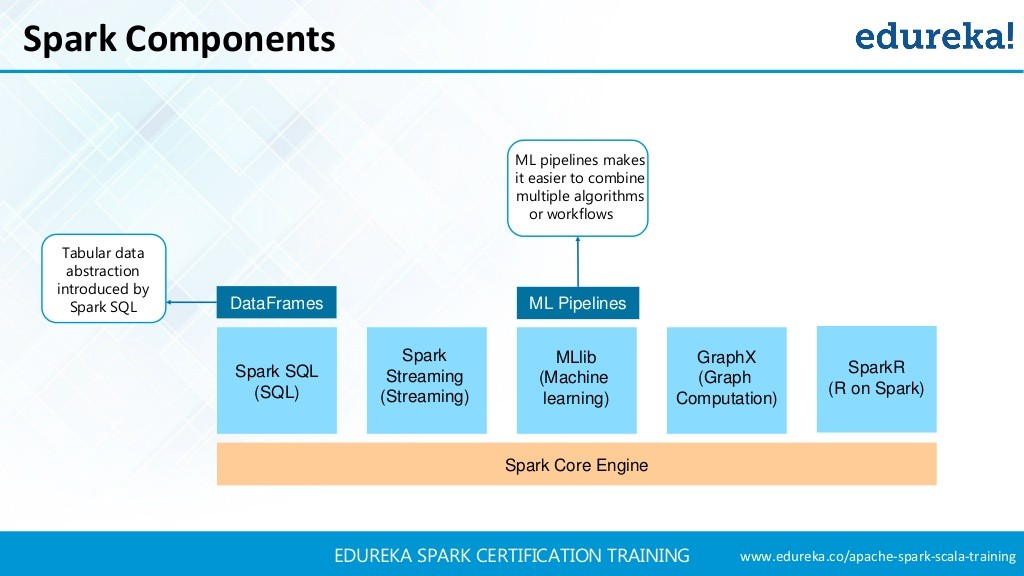 Spark Components
edureka!
ML pipelines makes
it easier to combine
multiple algorithms
or workflows
Tabular data
abstraction
introduced by
Spark SQL
DataFrames
ML Pipelines
Spark SQL
(SQL)
Spark
Streaming
(Streaming)
MLlib
(Machine
learning)
GraphX
(Graph
Computation)
SparkR
(R on Spark)
Spark Core Engine
EDUREKA SPARK CERTIFICATION TRAINING
www.edureka.co/apache-spark-scala-training